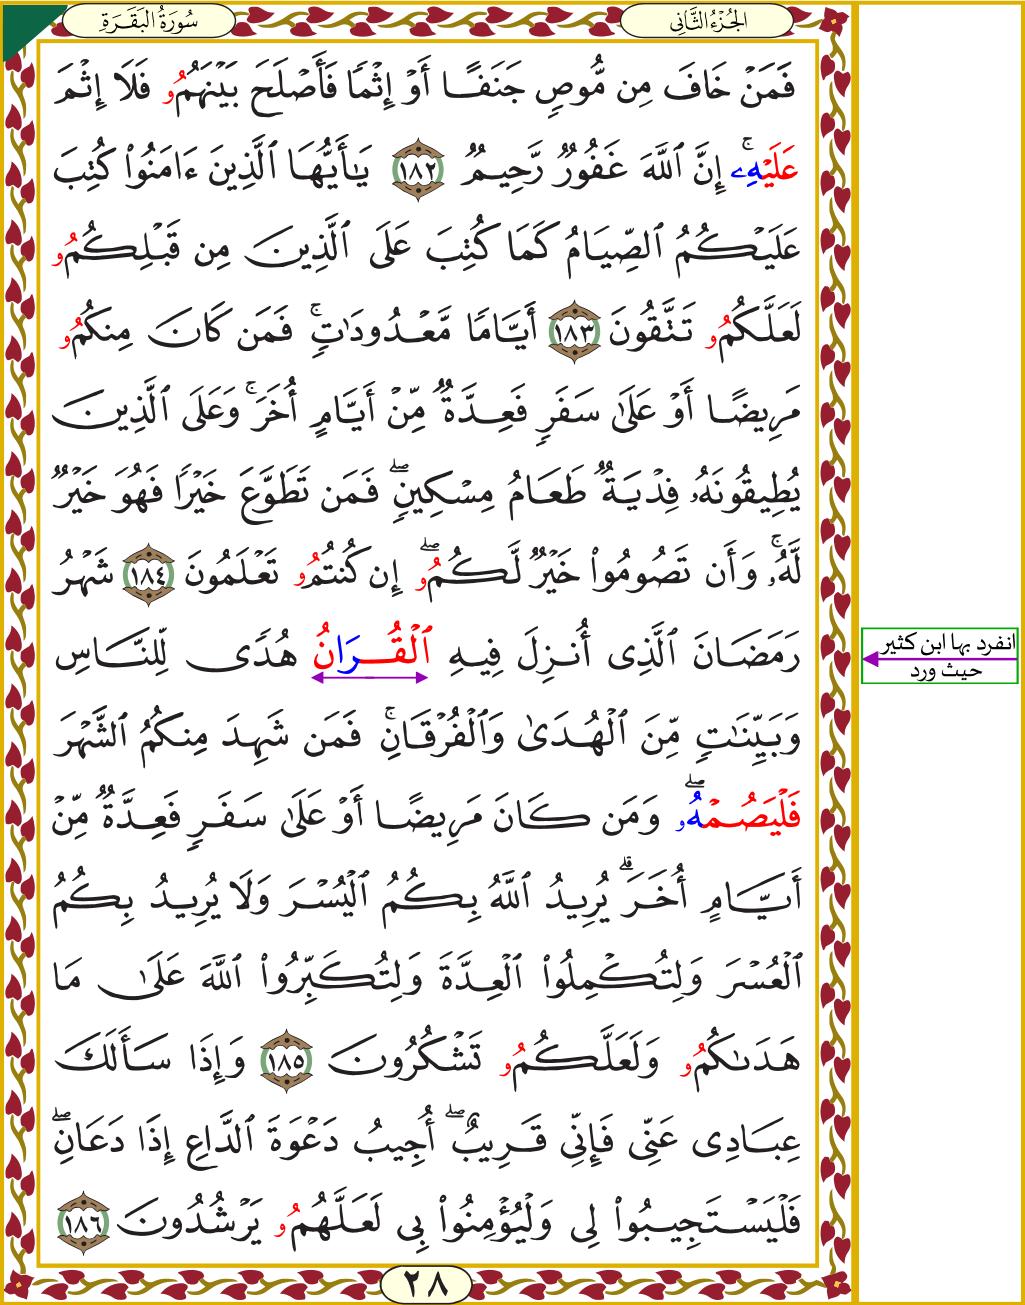 الجُزْءُ الثَّانِي
سُورَةُ البَقَرَةِ
فَمَنْ خَافَ مِن مُّوصٍ جَنَفًا أَوْ إِثْمًا فَأَصْلَحَ بَيْنَهُمُو فَلَا إِثْمَ
عَلَيْهِۦۚ إِنَّ ٱللَّهَ غَفُورٌ رَّحِيمٌ ١٨٢ يَـٰٓأَيُّهَا ٱلَّذِينَ ءَامَنُوا۟ كُتِبَ
عَلَيْكُمُ ٱلصِّيَامُ كَمَا كُتِبَ عَلَى ٱلَّذِينَ مِن قَبْلِكُمُو
لَعَلَّكُمُو تَتَّقُونَ ١٨٣ أَيَّامًا مَّعْدُودَٰتٍۚ فَمَن كَانَ مِنكُمُو
مَرِيضًا أَوْ عَلَىٰ سَفَرٍ فَعِدَّةٌ مِّنْ أَيَّامٍ أُخَرَۚ وَعَلَى ٱلَّذِينَ
يُطِيقُونَهُۥ فِدْيَةٌ طَعَامُ مِسْكِينٍۖ فَمَن تَطَوَّعَ خَيْرًا فَهُوَ خَيْرٌ
لَّهُۥۚ وَأَن تَصُومُوا۟ خَيْرٌ لَّكُمُوۖ إِن كُنتُمُو تَعْلَمُونَ ١٨٤ شَهْرُ
رَمَضَانَ ٱلَّذِى أُنزِلَ فِيهِ ٱلْقُرَانُ هُدًى لِّلنَّاسِ
وَبَيِّنَٰتٍ مِّنَ ٱلْهُدَىٰ وَٱلْفُرْقَانِۚ فَمَن شَهِدَ مِنكُمُ ٱلشَّهْرَ
فَلْيَصُمْهُۥۖ وَمَن كَانَ مَرِيضًا أَوْ عَلَىٰ سَفَرٍ فَعِدَّةٌ مِّنْ
أَيَّامٍ أُخَرَۗ يُرِيدُ ٱللَّهُ بِكُمُ ٱلْيُسْرَ وَلَا يُرِيدُ بِكُمُ
ٱلْعُسْرَ وَلِتُكْمِلُوا۟ ٱلْعِدَّةَ وَلِتُكَبِّرُوا۟ ٱللَّهَ عَلَىٰ مَا
هَدَىٰكُمُو وَلَعَلَّكُمُو تَشْكُرُونَ ١٨٥ وَإِذَا سَأَلَكَ
عِبَادِى عَنِّى فَإِنِّى قَرِيبٌۖ أُجِيبُ دَعْوَةَ ٱلدَّاعِ إِذَا دَعَانِۖ
فَلْيَسْتَجِيبُوا۟ لِى وَلْيُؤْمِنُوا۟ بِى لَعَلَّهُمُو يَرْشُدُونَ ١٨٦
٢٨
انفرد بها ابن كثير
حيث ورد